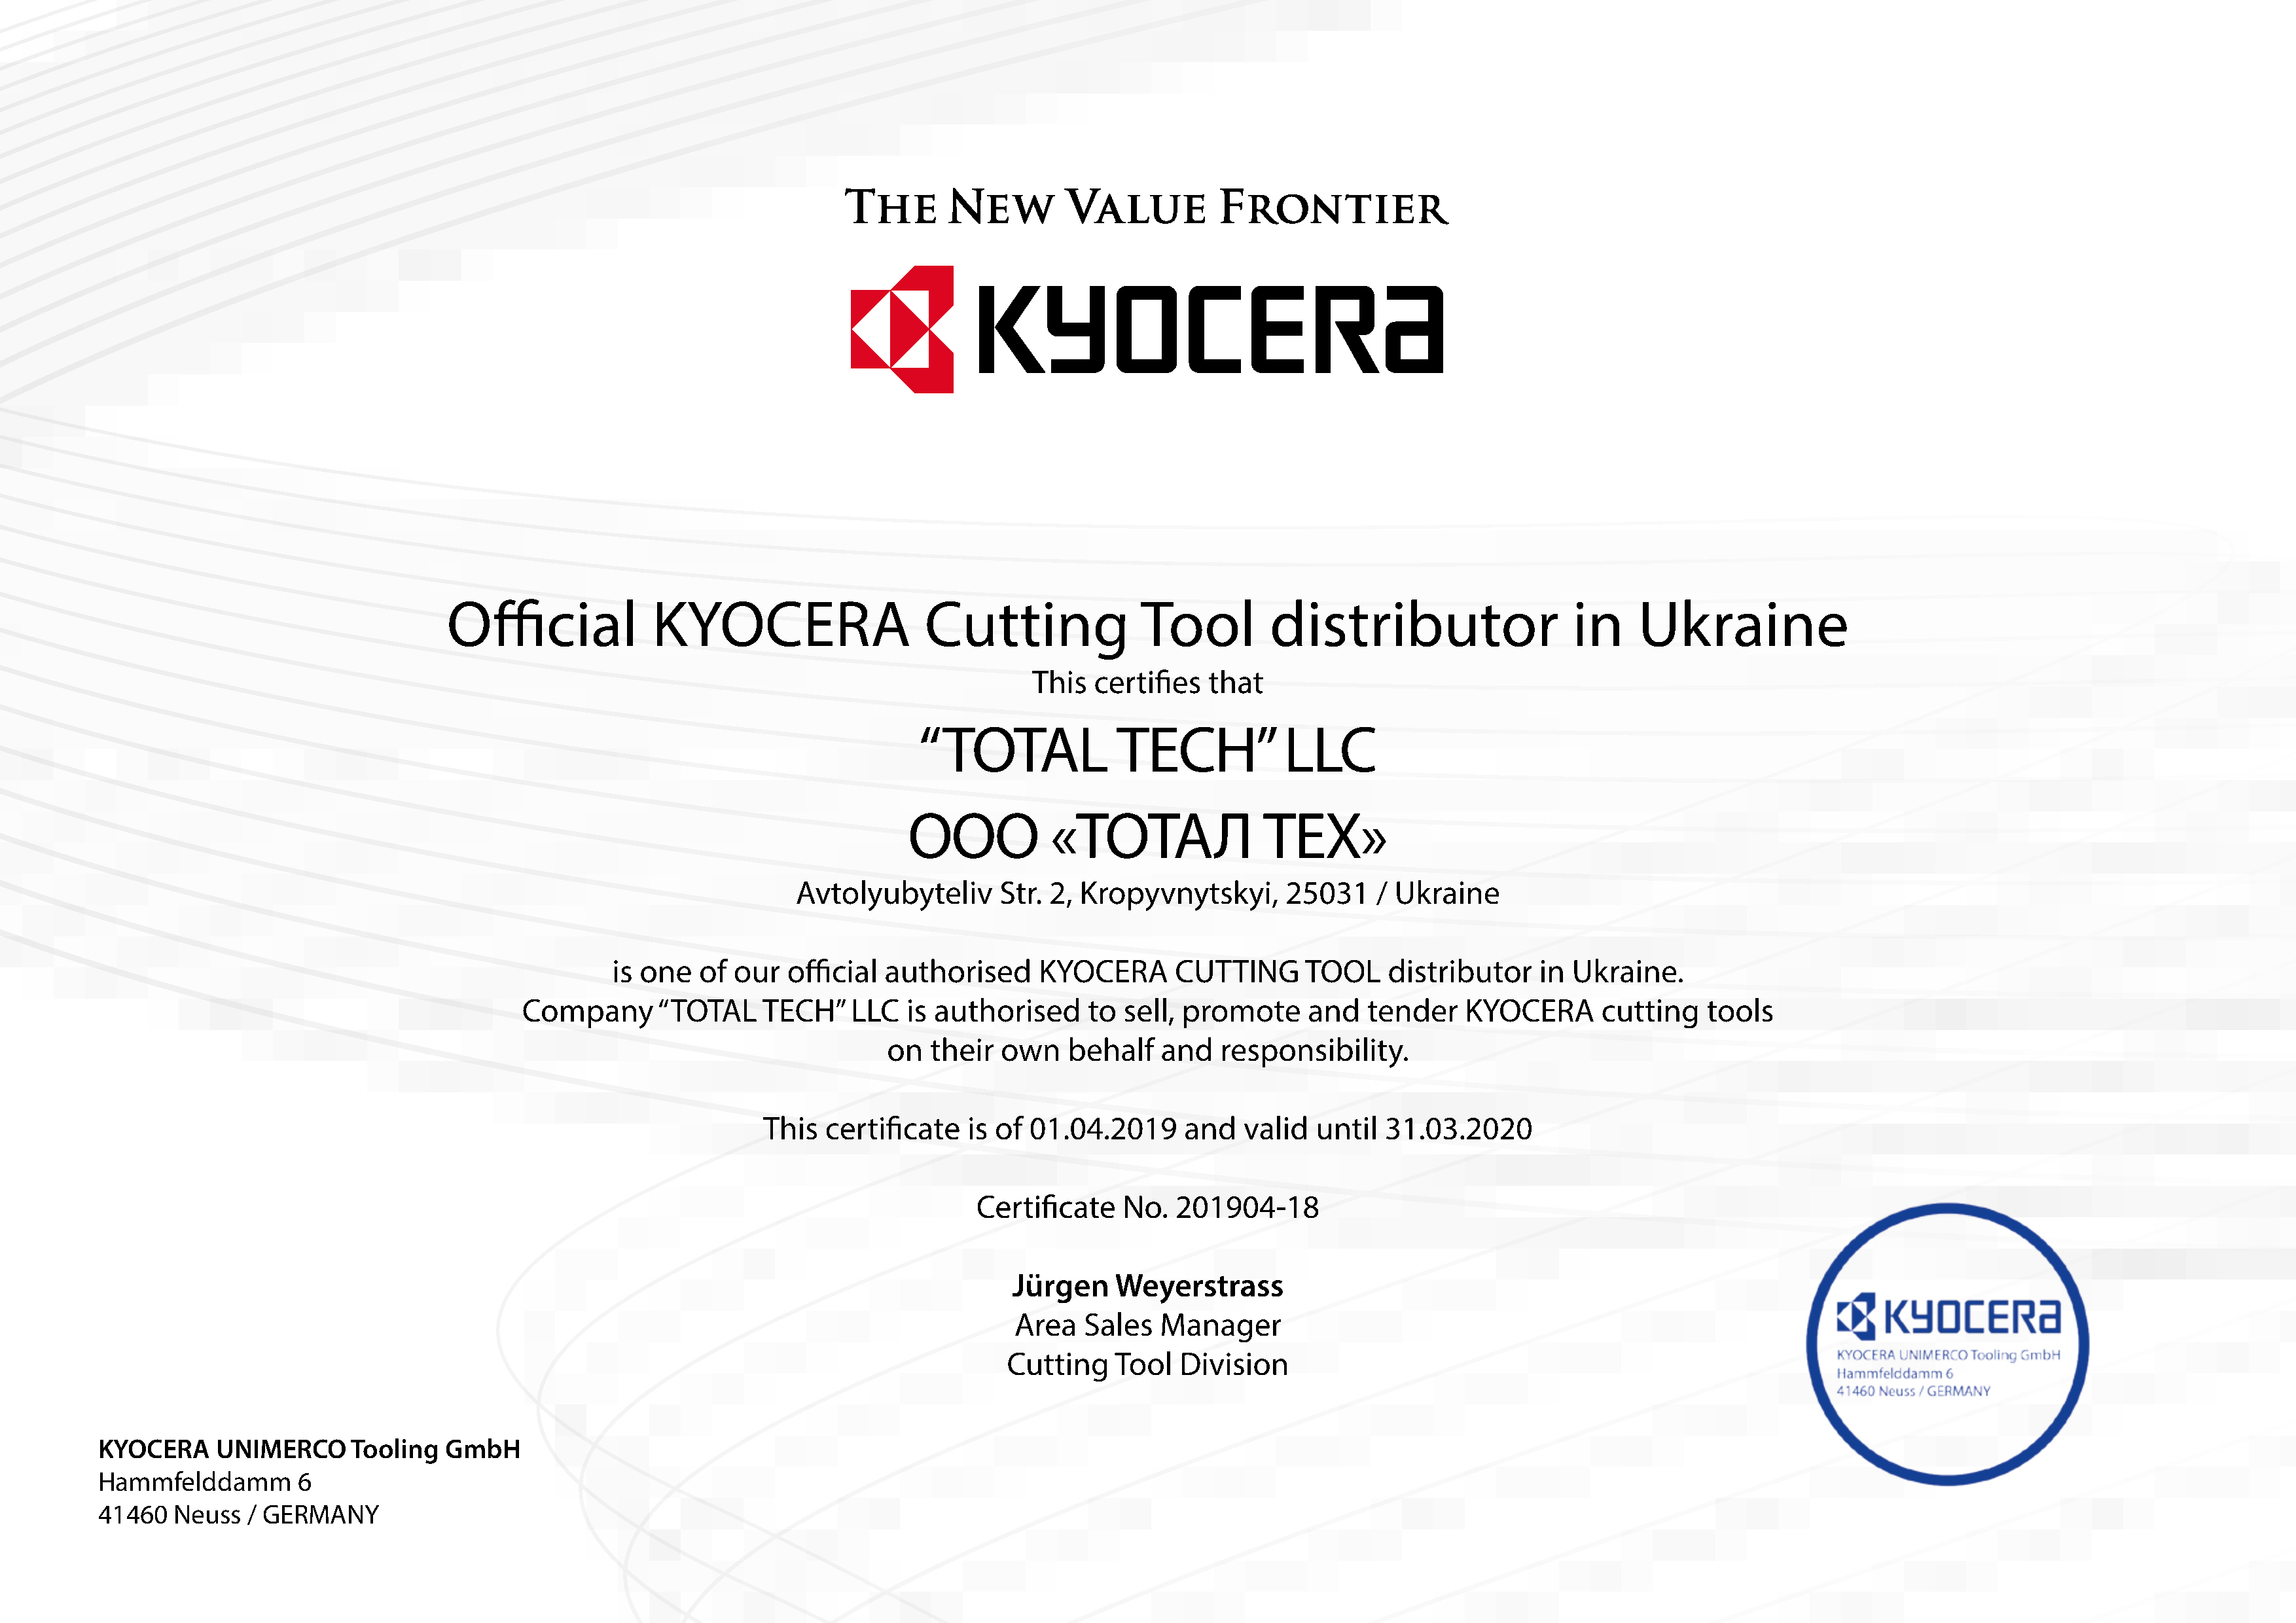 THE NEW VALUE FRONTIER
KYOCERA
Official KYOCERA Cutting Tool distributor in Ukraine
This certifies that
“TOTAL TECH” LLC
ООО «ТОТАЛ ТЕХ»
Avtolyubyteliv Str. 2, Kropyvnytskyi, 25031 / Ukraine
is one of our official authorised KYOCERA CUTTING TOOL distributor in Ukraine.
Company “TOTAL TECH” LLC is authorised to sell, promote and tender KYOCERA cutting tools
on their own behalf and responsibility.
This certificate is of 01.04.2019 and valid until 31.03.2020
Certificate No. 201904-18
Jürgen Weyerstrass
Area Sales Manager
Cutting Tool Division
KYOCERA
KYOCERA UNIMERCO Tooling GmbH
Hammfelddamm 6
41460 Neuss / GERMANY
KYOCERA UNIMERCO Tooling GmbH
Hammfelddamm 6
41460 Neuss / GERMANY